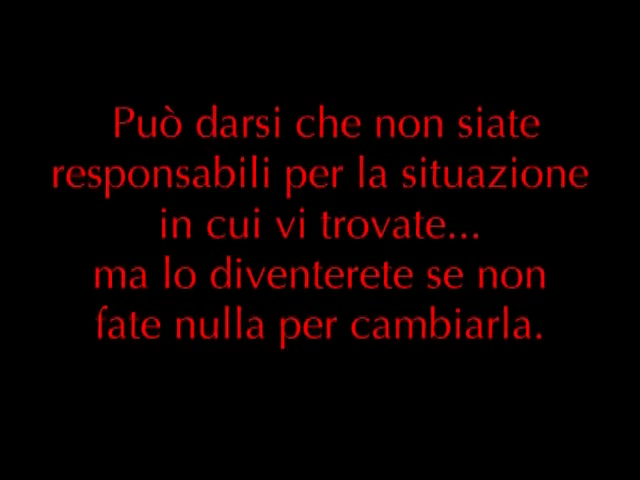 Può darsi che non siate
responsabili per la situazione
in cui vi trovate...
ma lo diventerete se non
fate nulla per cambiarla.